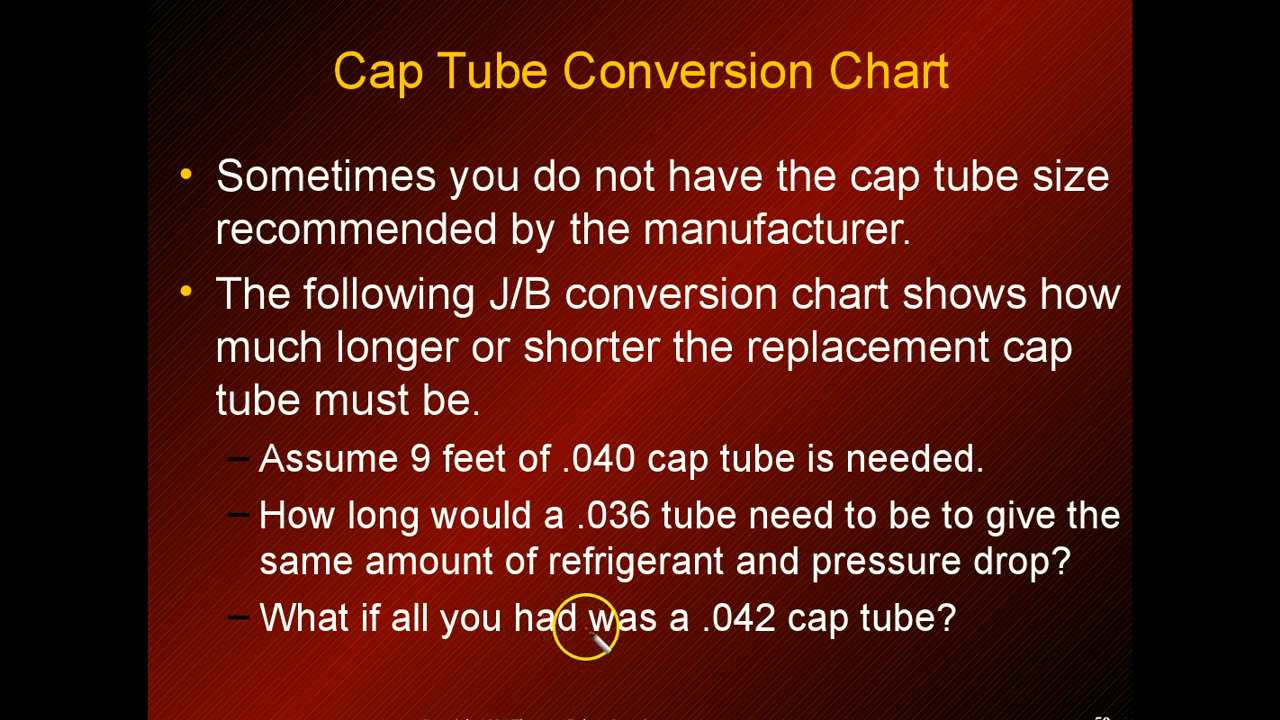 Cap Tube Conversion Chart
• Sometimes you do not have the cap tube size
recommended by the manufacturer.
• The following J/B conversion chart shows how
much longer or shorter the replacement cap
tube must be.
– Assume 9 feet of .040 cap tube is needed.
– How long would a .036 tube need to be to give the
same amount of refrigerant and pressure drop?
– What if all you had was a .042 cap tube?